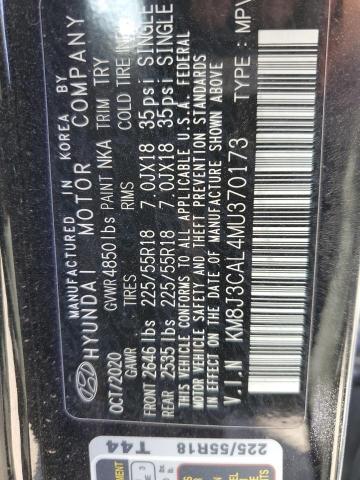 MANUFACTURED IN KOREA BY
HYUNDAI MOTOR COMPANY
OCT/2020 GVWR 4850 lbs PAINT NKA TRIM TRY
GAWR TIRES RIMS COLD TIRE
FRONT 2646 lbs 225/55R18 7.0JX18 35psi SINGLE
REAR 2535 lbs 225/55R18 7.0JX18 35psi SINGLE
THIS VEHICLE CONFORMS TO ALL APPLICABLE U.S.A. FEDERAL
MOTOR VEHICLE SAFETY AND THEFT PREVENTION STANDARDS
IN EFFECT ON THE DATE OF MANUFACTURE SHOWN ABOVE
V.I.N KM8J3CAL4MU370173 TYPE : MPV
225/55R18
T44